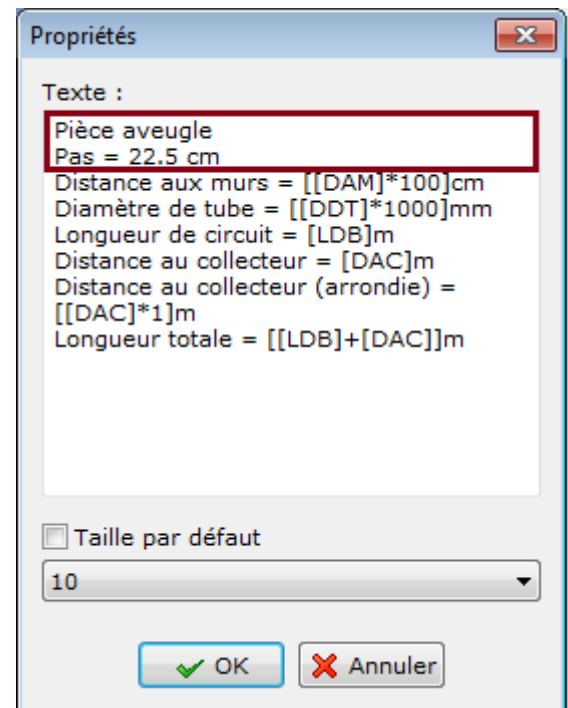 Propriétés
Texte :
Pièce aveugle
Pas = 22.5 cm
Distance aux murs = [[DAM]*100]cm
Diamètre de tube = [[DDT]*1000]mm
Longueur de circuit = [LDB]m
Distance au collecteur = [DAC]m
Distance au collecteur (arrondie) =
[[DAC]*1]m
Longueur totale = [[LDB]+[DAC]]m
Taille par défaut
10
OK
Annuler